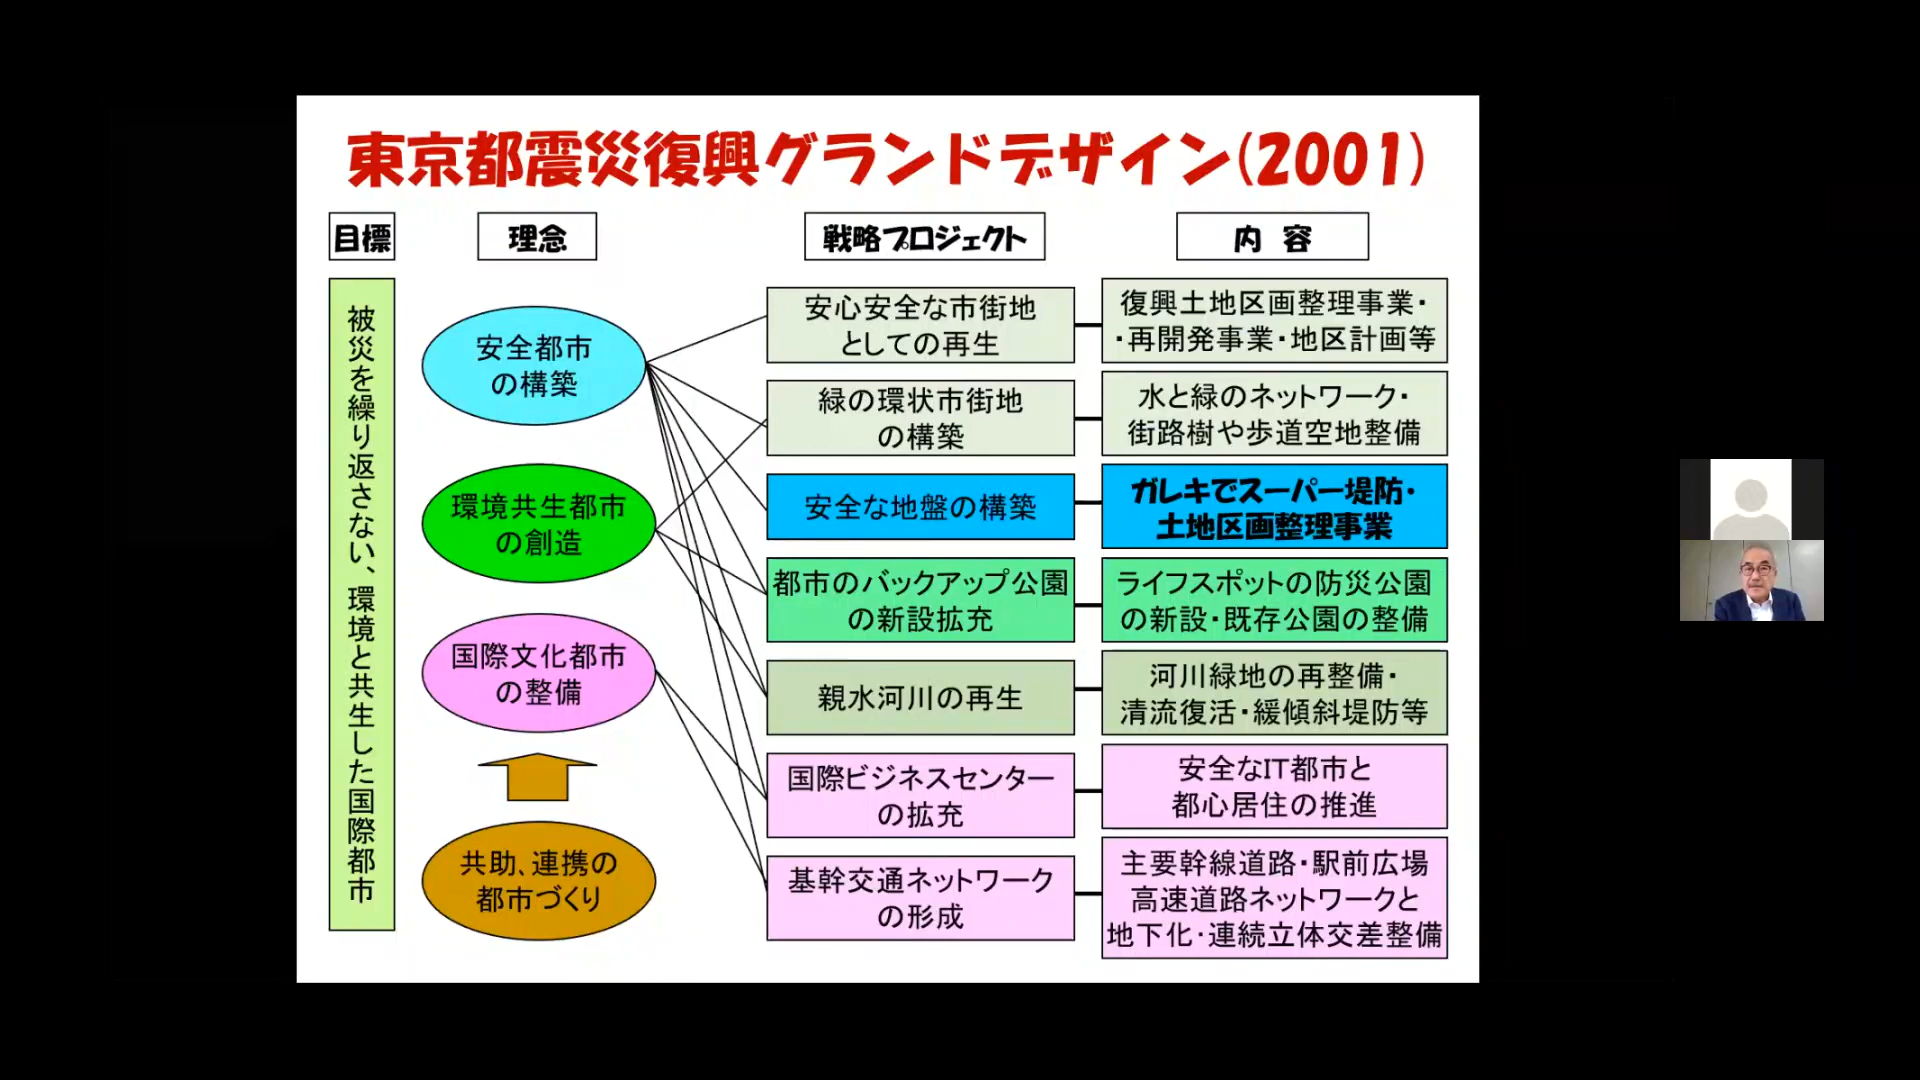 東京都震災復興グランドデザイン(2001)
目標
理念
戦略プロジェクト
内 容
被災を繰り返さない、環境と共生した国際都市
安全都市
の構築
環境共生都市
の創造
国際文化都市
の整備
共助、連携の
都市づくり
安心安全な市街地
としての再生
復興土地区画整理事業・
・再開発事業・地区計画等
緑の環状市街地
の構築
水と緑のネットワーク・
街路樹や歩道空地整備
安全な地盤の構築
ガレキでスーパー堤防・
土地区画整理事業
都市のバックアップ公園
の新設拡充
ライフスポットの防災公園
の新設・既存公園の整備
親水河川の再生
河川緑地の再整備・
清流復活・緩傾斜堤防等
国際ビジネスセンター
の拡充
安全なIT都市と
都心居住の推進
基幹交通ネットワーク
の形成
主要幹線道路・駅前広場
高速道路ネットワークと
地下化・連続立体交差整備